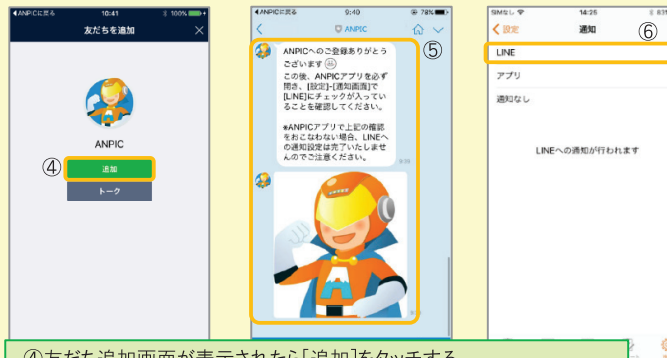 ◀ANPICに戻る 10:41 100%
友だちを追加 ×
ANPIC
④
追加
トーク
◀ANPICに戻る 9:40 78%
ANPIC
⑤
ANPICへのご登録ありがとう
ございます
この後、ANPICアプリを必ず
開き、[設定]-[通知画面]で
[LINE]にチェックが入ってい
ることを確認してください。
※ANPICアプリで上記の確認
をおこなわない場合、LINEへ
の通知設定は完了いたしませ
んのでご注意ください。
9:39
SIMなし 14:25
設定 通知
⑥
LINE
アプリ
通知なし
LINEへの通知が行われます
④友だち追加画面が表示されたら「追加」をタッチする